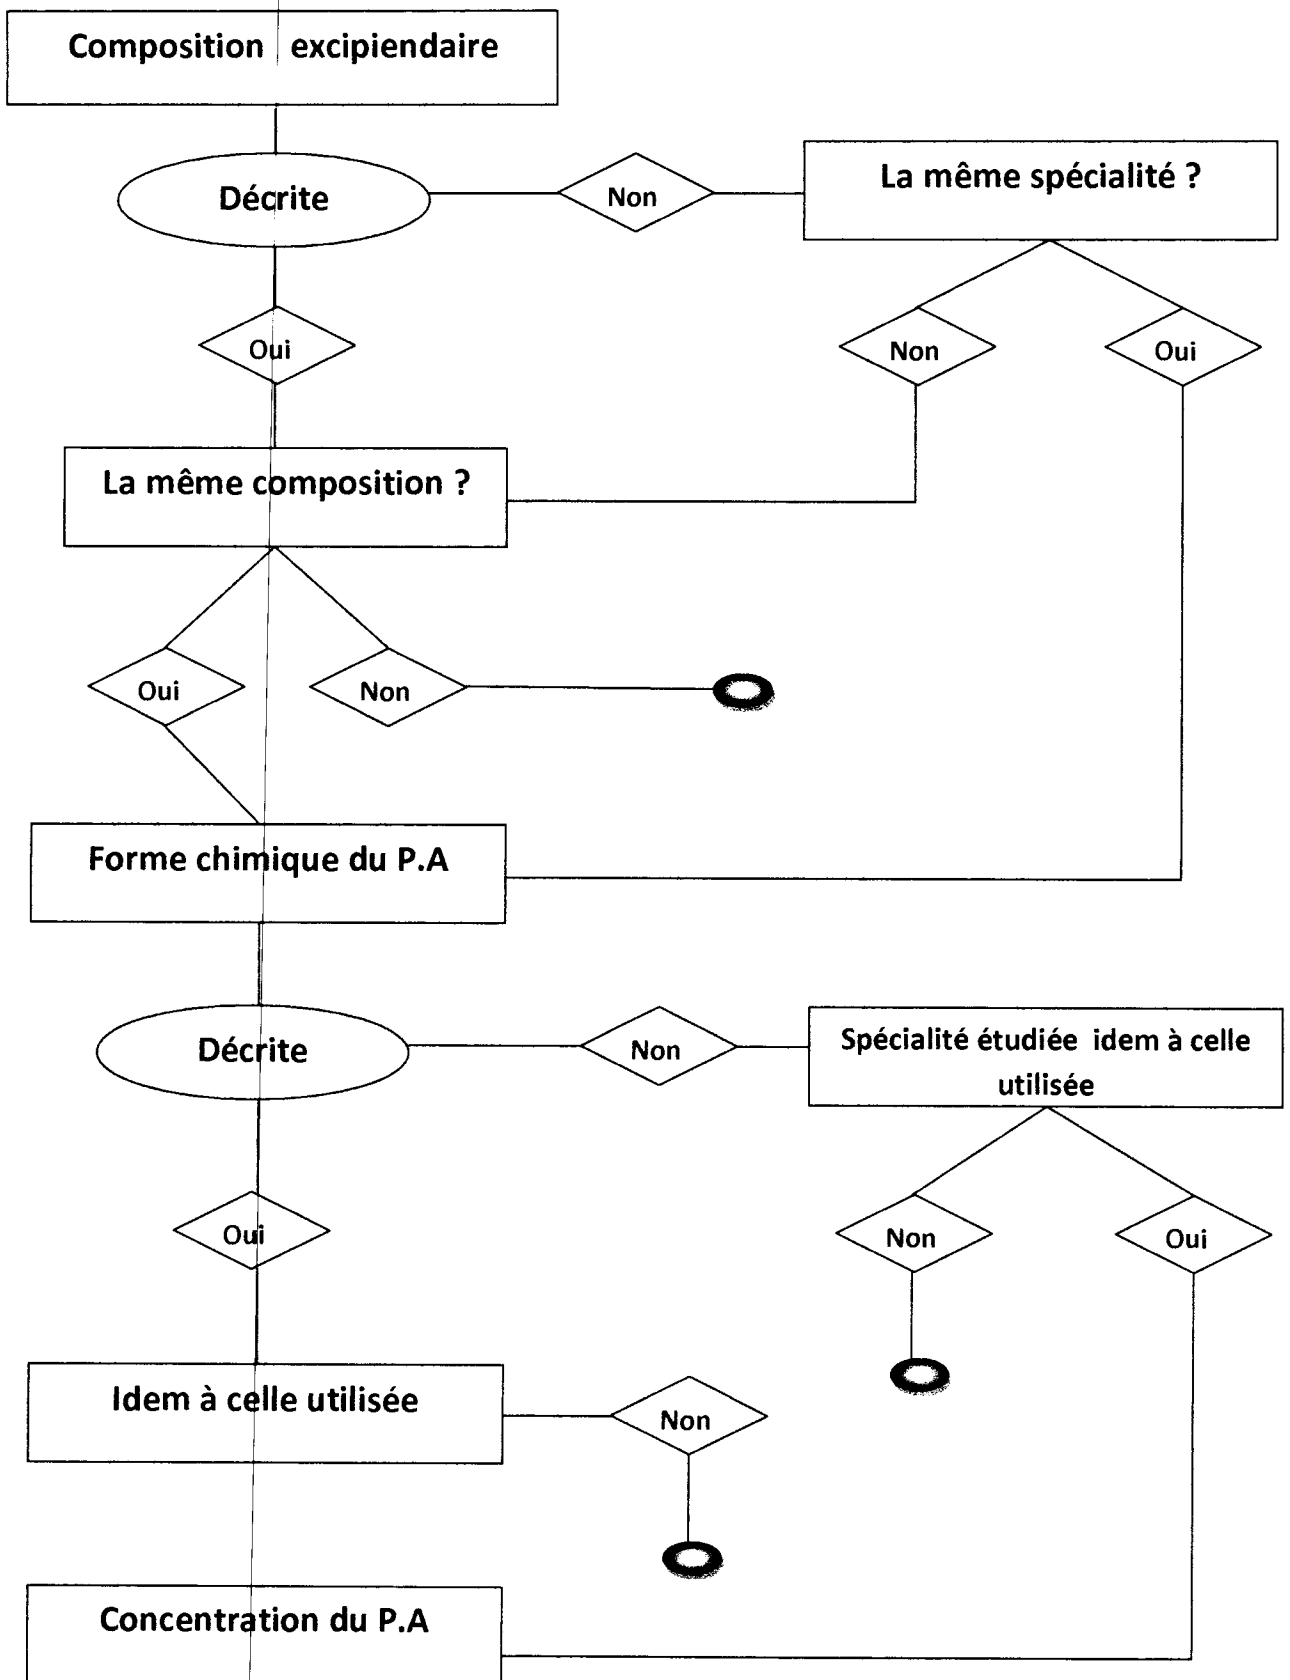 Composition excipiendaire
Décrite
Non
La même spécialité ?
Oui
Non
Oui
La même composition ?
Oui
Non
Forme chimique du P.A
Décrite
Non
Spécialité étudiée idem à celle
utilisée
Oui
Non
Oui
Idem à celle utilisée
Non
Concentration du P.A